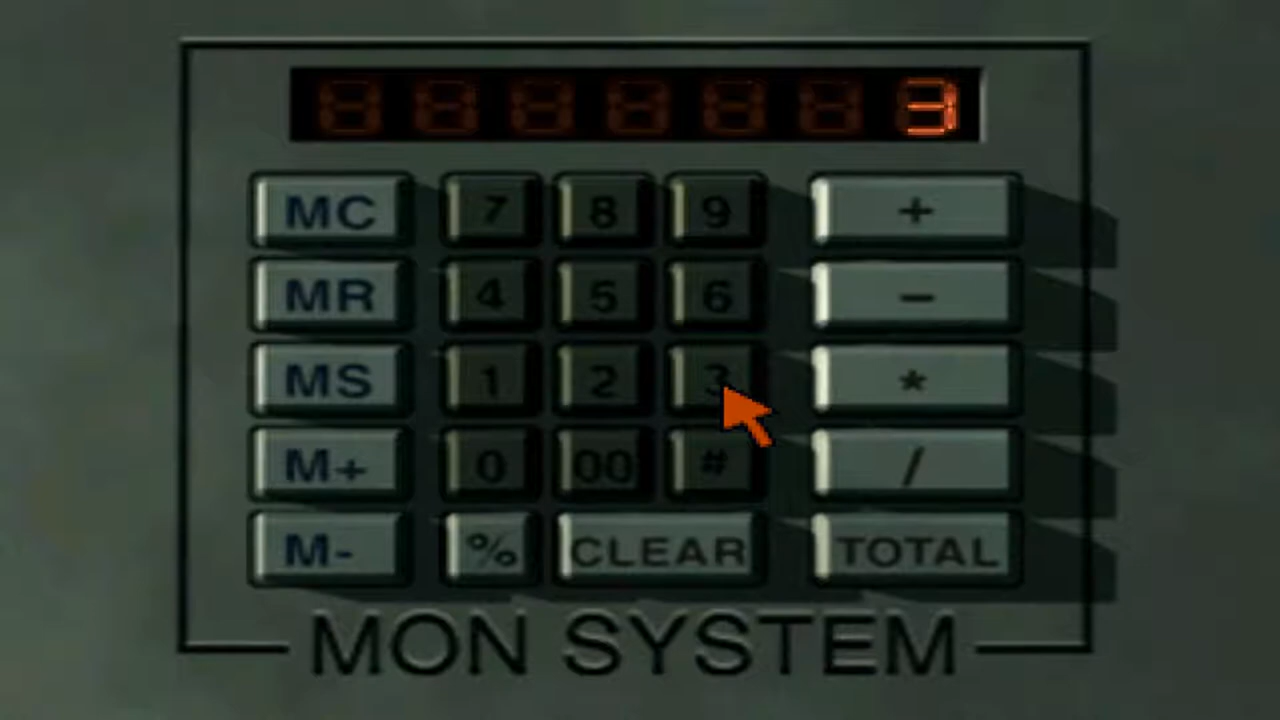 3
MC 7 8 9 +
MR 4 5 6 -
MS 1 2 3 *
M+ 0 00 # /
M- % CLEAR TOTAL
MON SYSTEM